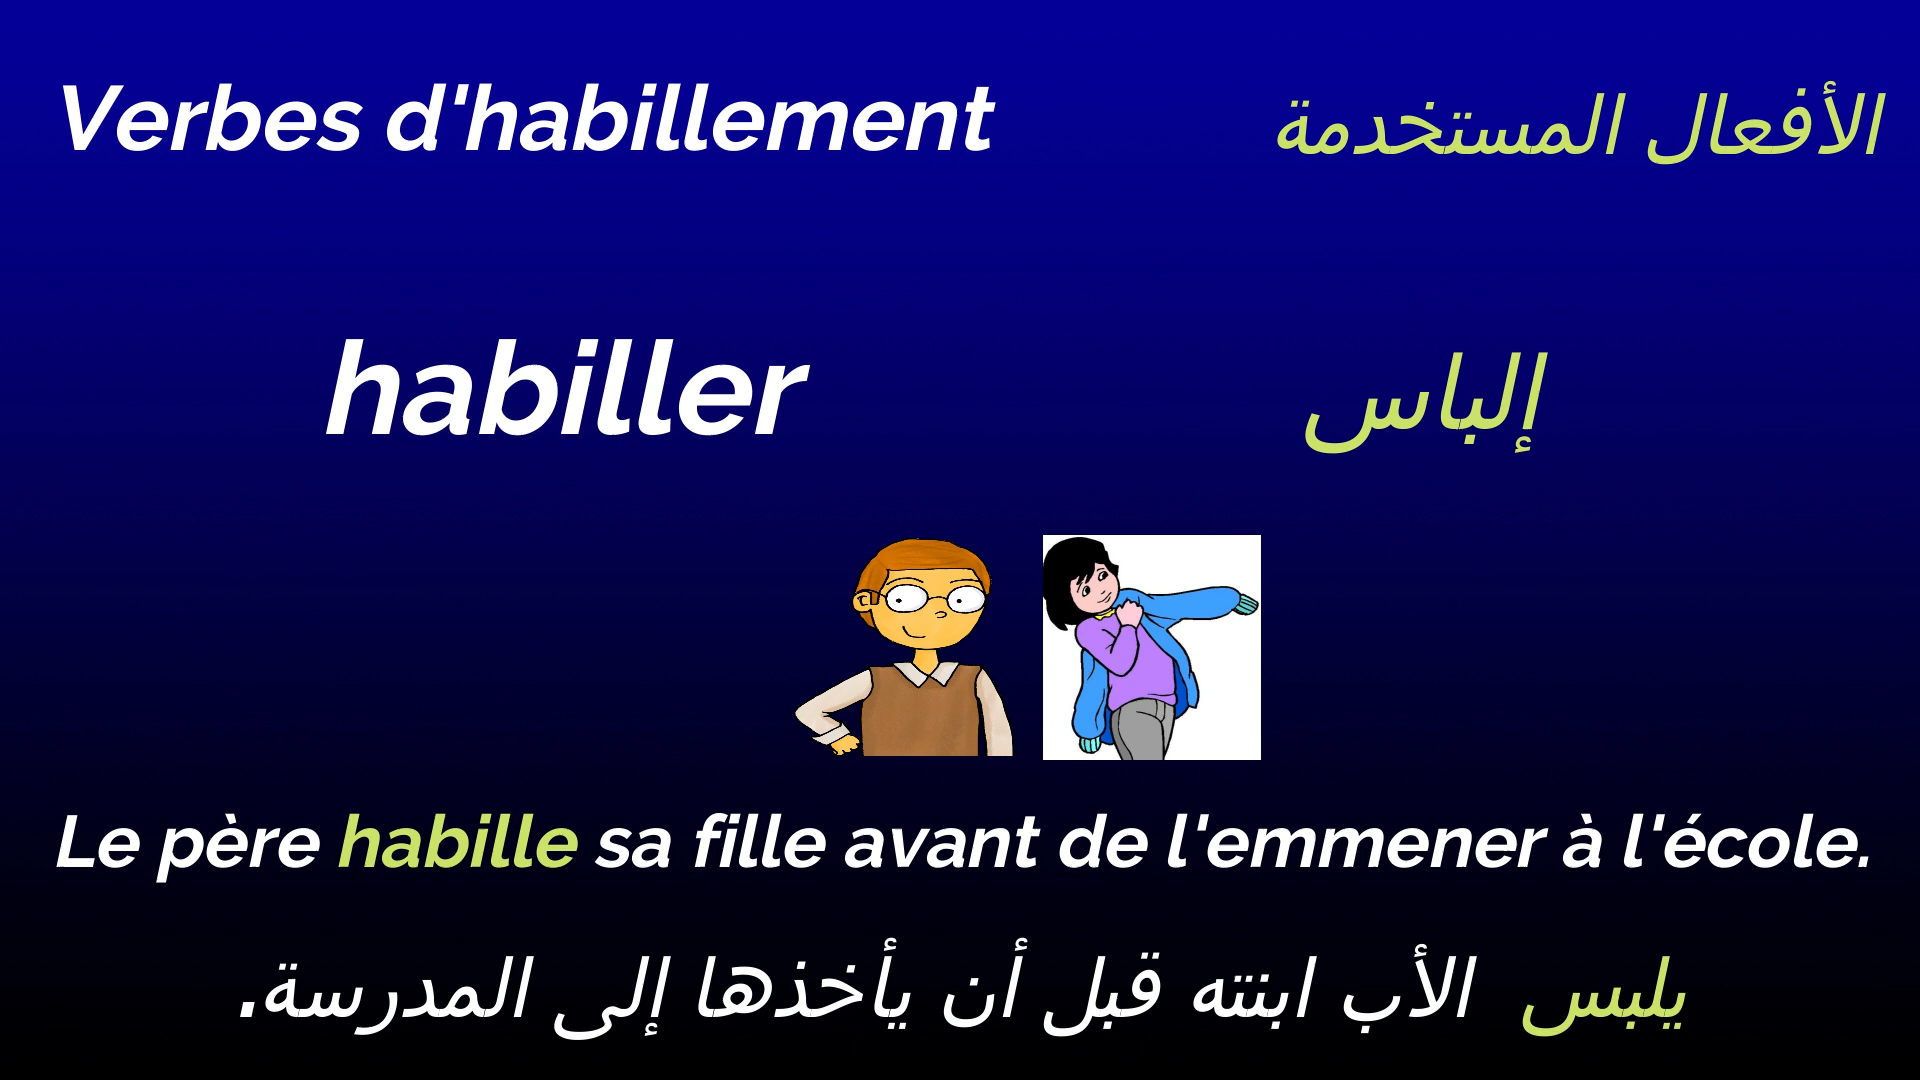 Verbes d'habillement
الأفعال المستخدمة
habiller
إلباس
Le père habille sa fille avant de l'emmener à l'école.
يلبس الأب ابنته قبل أن يأخذها إلى المدرسة.